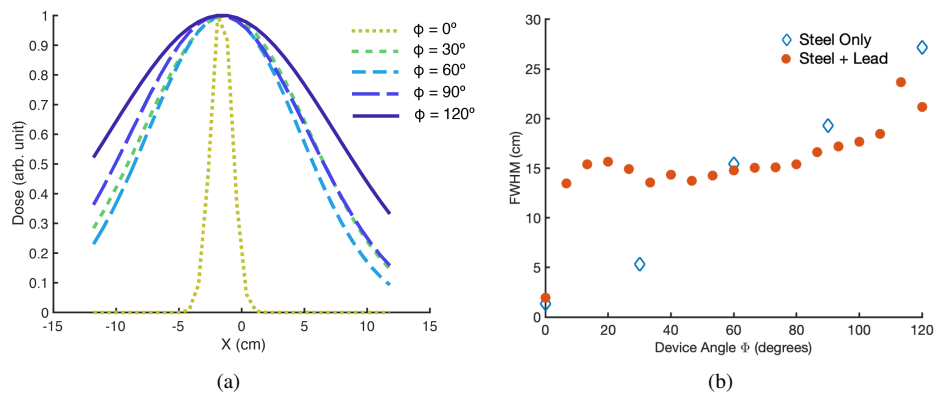 1
0.9
0.8
0.7
0.6
0.5
0.4
0.3
0.2
0.1
0
Dose (arb. unit)
-15 -10 -5 0 5 10 15
X (cm)
ϕ = 0º
ϕ = 30º
ϕ = 60º
ϕ = 90º
ϕ = 120º
(a)
30
25
20
15
10
5
0
FWHM (cm)
0 20 40 60 80 100 120
Device Angle Φ (degrees)
Steel Only
Steel + Lead
(b)